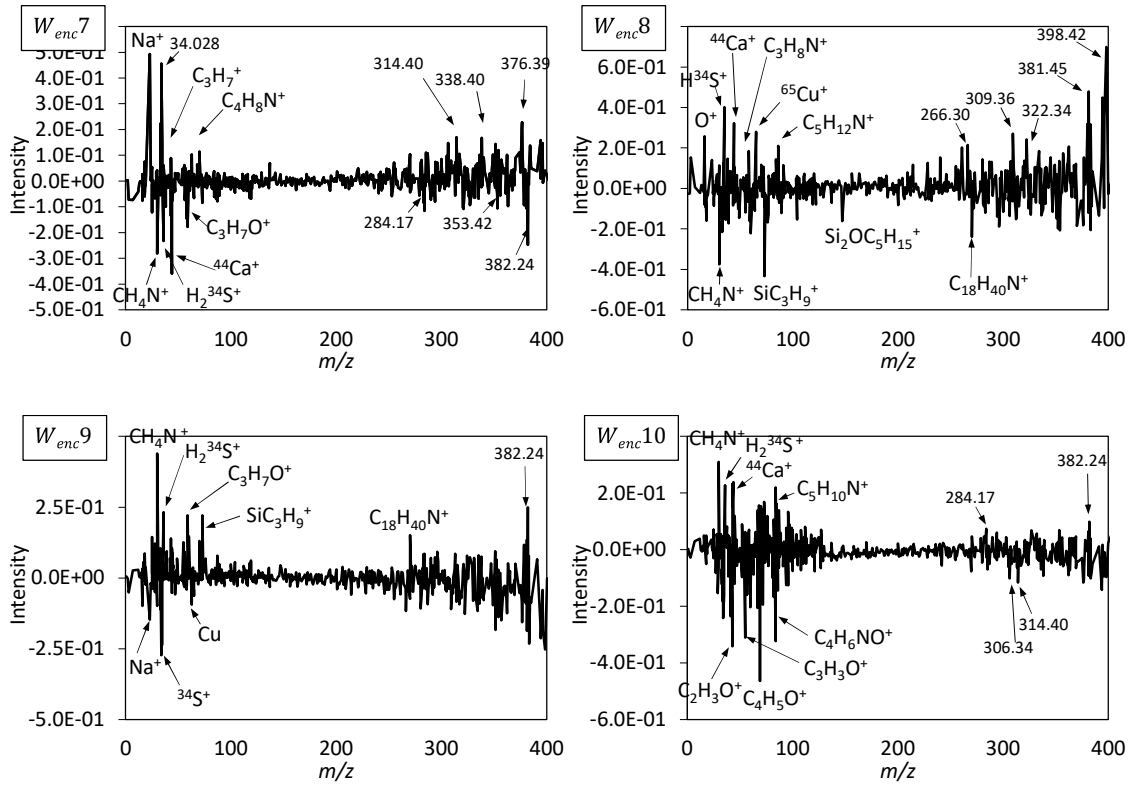 W_enc7
5.0E-01
4.0E-01
3.0E-01
2.0E-01
1.0E-01
0.0E+00
-1.0E-01
-2.0E-01
-3.0E-01
-4.0E-01
-5.0E-01
Intensity
Na⁺
34.028
C₃H₇⁺
C₄H₈N⁺
314.40
338.40
376.39
C₃H₇O⁺
284.17
353.42
382.24
⁴⁴Ca⁺
CH₄N⁺
H₂³⁴S⁺
0
100
200
300
400
m/z
W_enc8
6.0E-01
4.0E-01
2.0E-01
0.0E+00
-2.0E-01
-4.0E-01
-6.0E-01
Intensity
398.42
⁴⁴Ca⁺
C₃H₈N⁺
381.45
H³⁴S⁺
⁶⁵Cu⁺
309.36
O⁺
C₅H₁₂N⁺
266.30
322.34
Si₂OC₅H₁₅⁺
C₁₈H₄₀N⁺
CH₄N⁺
SiC₃H₉⁺
0
100
200
300
400
m/z
W_enc9
2.5E-01
0.0E+00
-2.5E-01
-5.0E-01
Intensity
CH₄N⁺
H₂³⁴S⁺
C₃H₇O⁺
382.24
SiC₃H₉⁺
C₁₈H₄₀N⁺
Cu
Na⁺
³⁴S⁺
0
100
200
300
400
m/z
W_enc10
2.0E-01
0.0E+00
-2.0E-01
-4.0E-01
-6.0E-01
Intensity
CH₄N⁺
H₂³⁴S⁺
⁴⁴Ca⁺
382.24
C₅H₁₀N⁺
284.17
C₄H₆NO⁺
314.40
306.34
C₃H₃O⁺
C₂H₃O⁺
C₄H₅O⁺
0
100
200
300
400
m/z